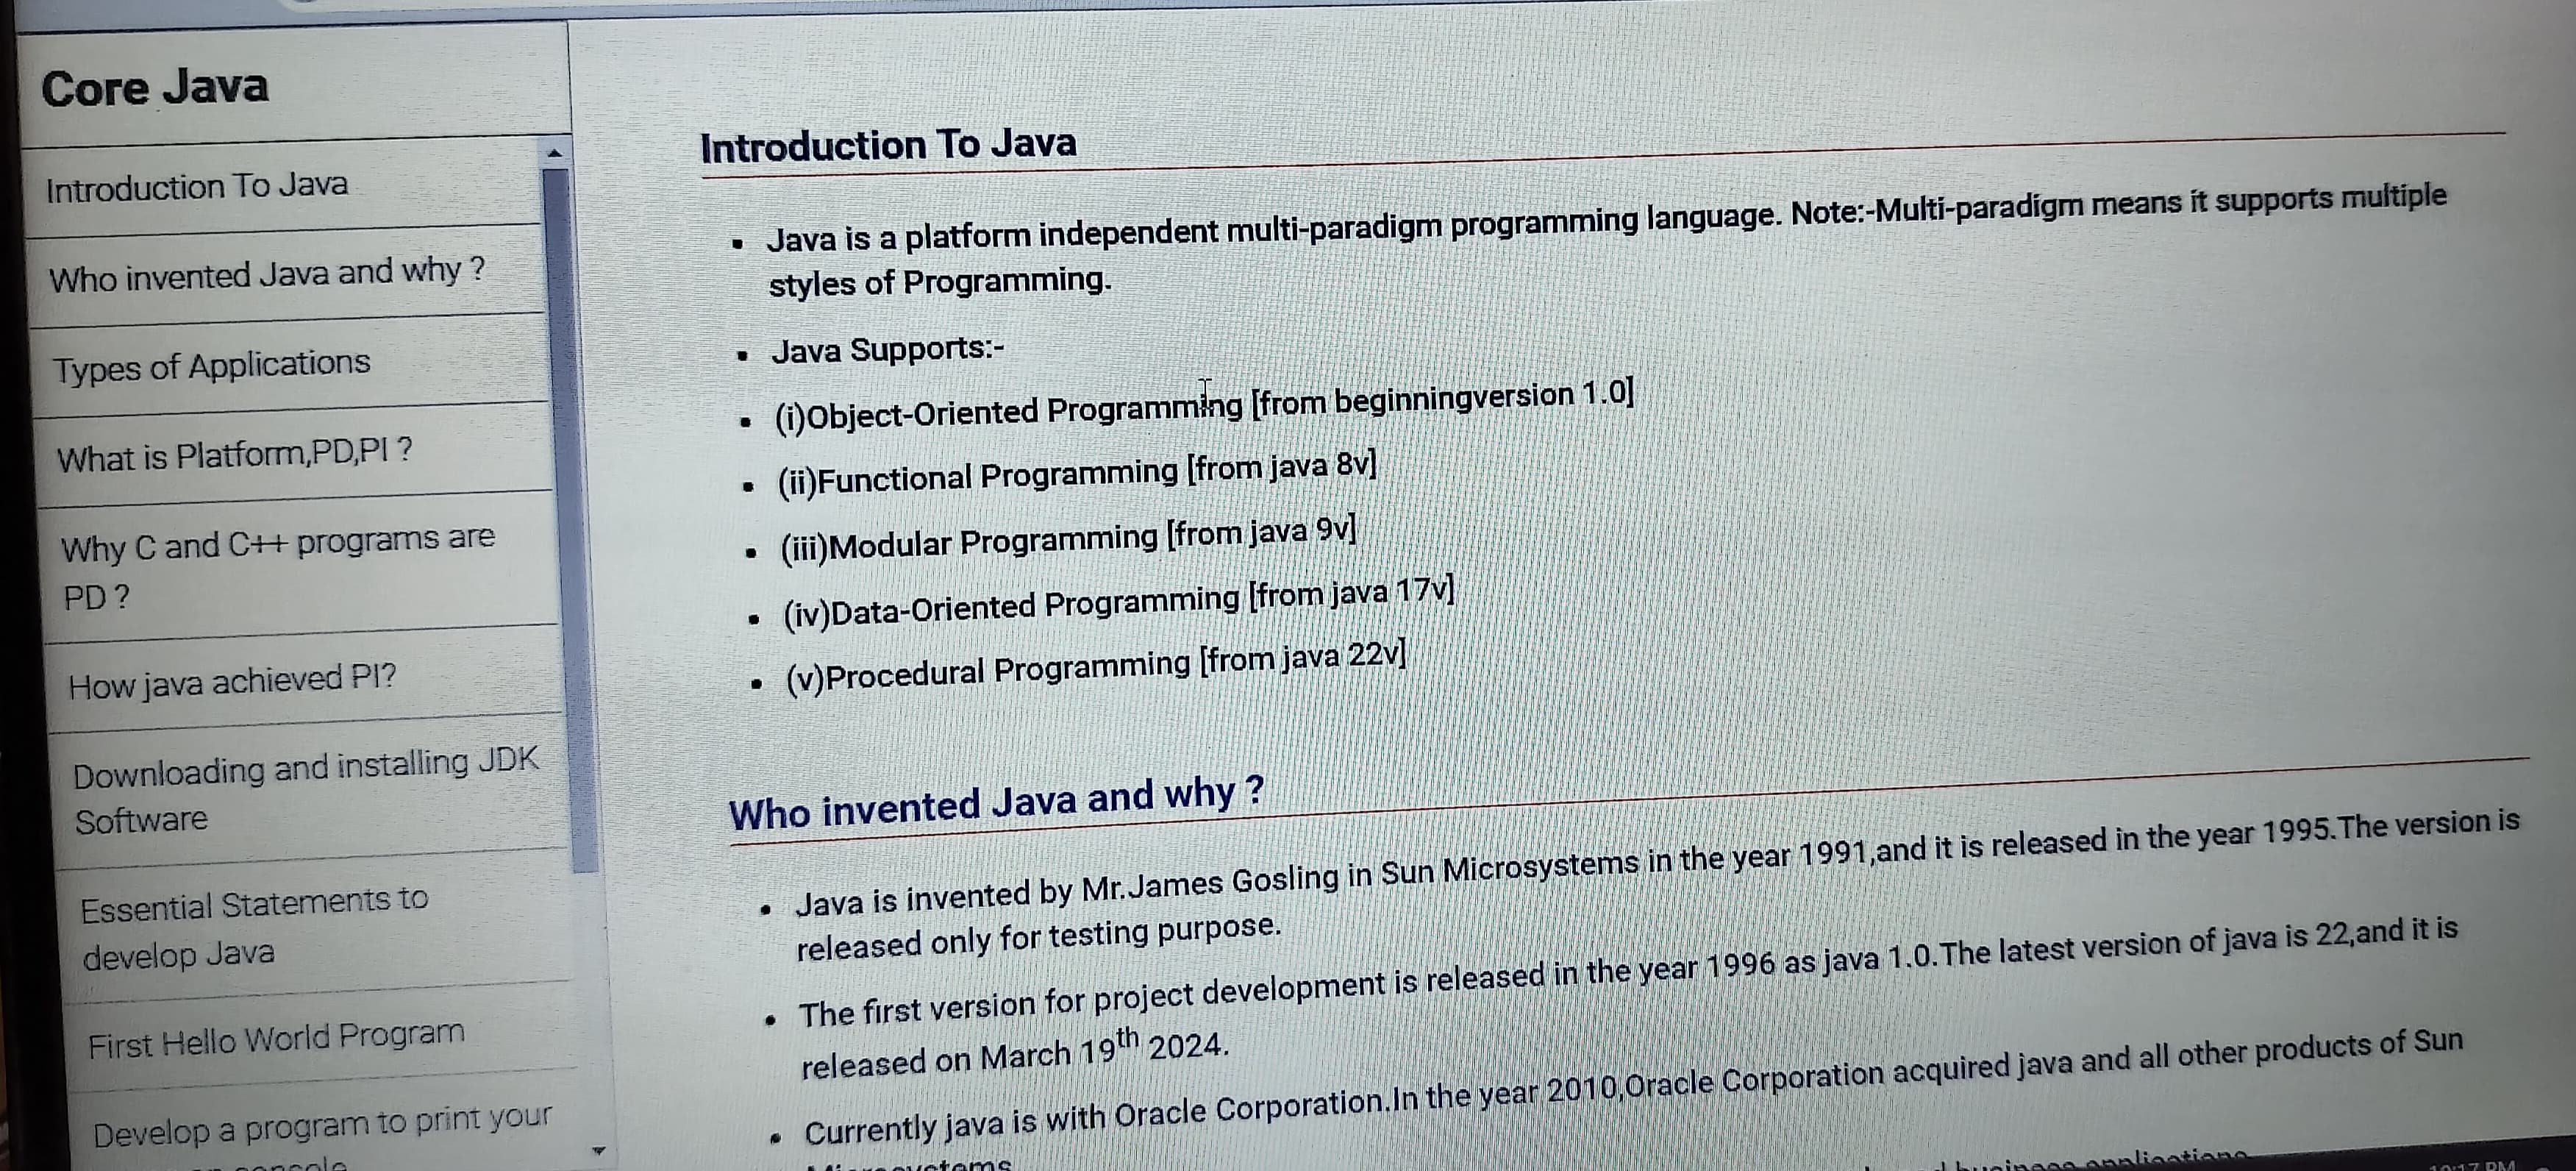 Core Java
Introduction To Java
Who invented Java and why ?
Types of Applications
What is Platform,PD,PI ?
Why C and C++ programs are
PD ?
How java achieved PI?
Downloading and installing JDK
Software
Essential Statements to
develop Java
First Hello World Program
Develop a program to print your
console
Introduction To Java
• Java is a platform independent multi-paradigm programming language. Note:-Multi-paradigm means it supports multiple
styles of Programming.
• Java Supports:-
• (i)Object-Oriented Programming [from beginningversion 1.0]
• (ii)Functional Programming [from java 8v]
• (iii)Modular Programming [from java 9v]
• (iv)Data-Oriented Programming [from java 17v]
• (v)Procedural Programming [from java 22v]
Who invented Java and why ?
• Java is invented by Mr.James Gosling in Sun Microsystems in the year 1991,and it is released in the year 1995.The version is
released only for testing purpose.
• The first version for project development is released in the year 1996 as java 1.0.The latest version of java is 22,and it is
released on March 19th 2024.
• Currently java is with Oracle Corporation.In the year 2010,Oracle Corporation acquired java and all other products of Sun
Microsystems
business applications
10:17 PM